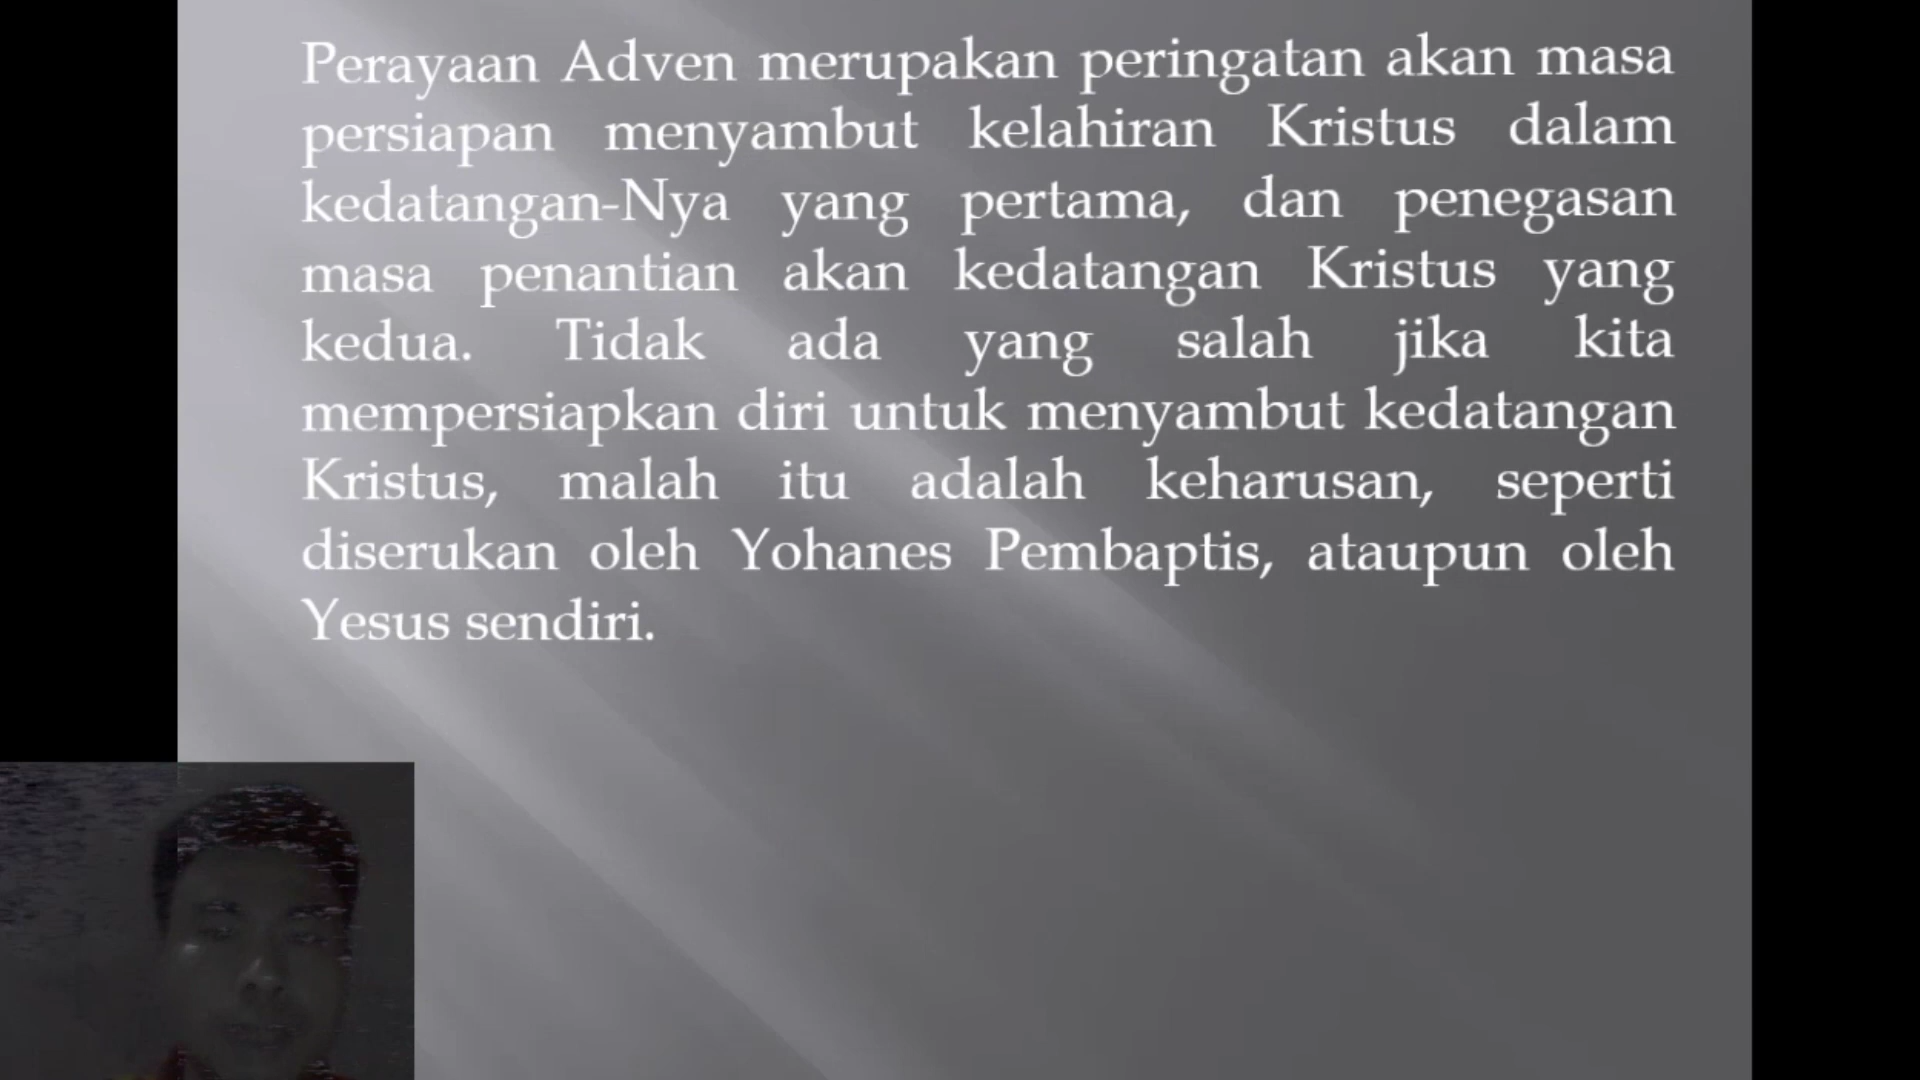 Perayaan Adven merupakan peringatan akan masa
persiapan menyambut kelahiran Kristus dalam
kedatangan-Nya yang pertama, dan penegasan
masa penantian akan kedatangan Kristus yang
kedua. Tidak ada yang salah jika kita
mempersiapkan diri untuk menyambut kedatangan
Kristus, malah itu adalah keharusan, seperti
diserukan oleh Yohanes Pembaptis, ataupun oleh
Yesus sendiri.